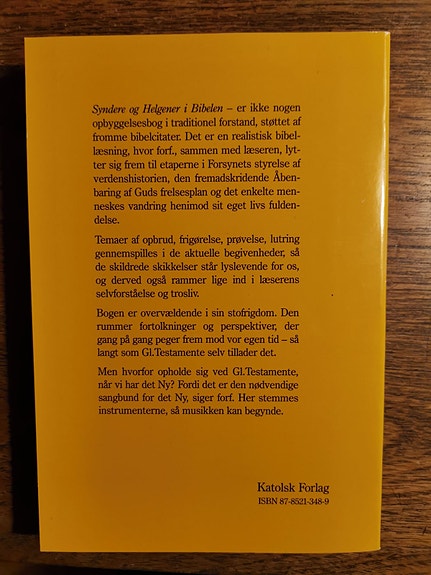 Syndere og Helgener i Bibelen – er ikke nogen
opbyggelsesbog i traditionel forstand, støttet af
fromme bibelcitater. Det er en realistisk bibel-
læsning, hvor forf., sammen med læseren, lyt-
ter sig frem til etaperne i Forsynets styrelse af
verdenshistorien, den fremadskridende Åben-
baring af Guds frelsesplan og det enkelte men-
neskes vandring henimod sit eget livs fulden-
delse.
Temaer af opbrud, frigørelse, prøvelse, lutring
gennemspilles i de aktuelle begivenheder, så
de skildrede skikkelser står lyslevende for os,
og derved også rammer lige ind i læserens
selvforståelse og trosliv.
Bogen er overvældende i sin stofrigdom. Den
rummer fortolkninger og perspektiver, der
gang på gang peger frem mod vor egen tid – så
langt som Gl.Testamente selv tillader det.
Men hvorfor opholde sig ved Gl.Testamente,
når vi har det Ny? Fordi det er den nødvendige
sangbund for det Ny, siger forf. Her stemmes
instrumenterne, så musikken kan begynde.
Katolsk Forlag
ISBN 87-8521-348-9